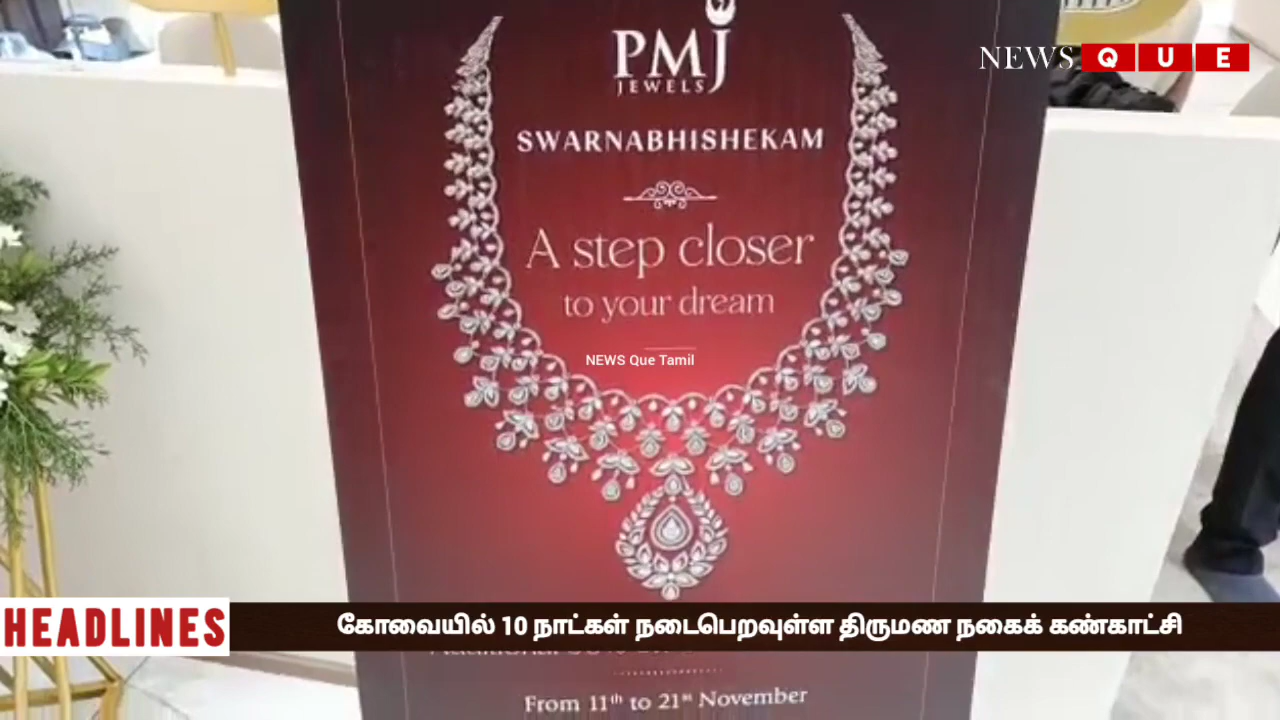 PMJ
JEWELS
NEWS QUE
SWARNABHISHEKAM
A step closer
to your dream
NEWS Que Tamil
HEADLINES
கோவையில் 10 நாட்கள் நடைபெறவுள்ள திருமண நகைக் கண்காட்சி
From 11th to 21st November